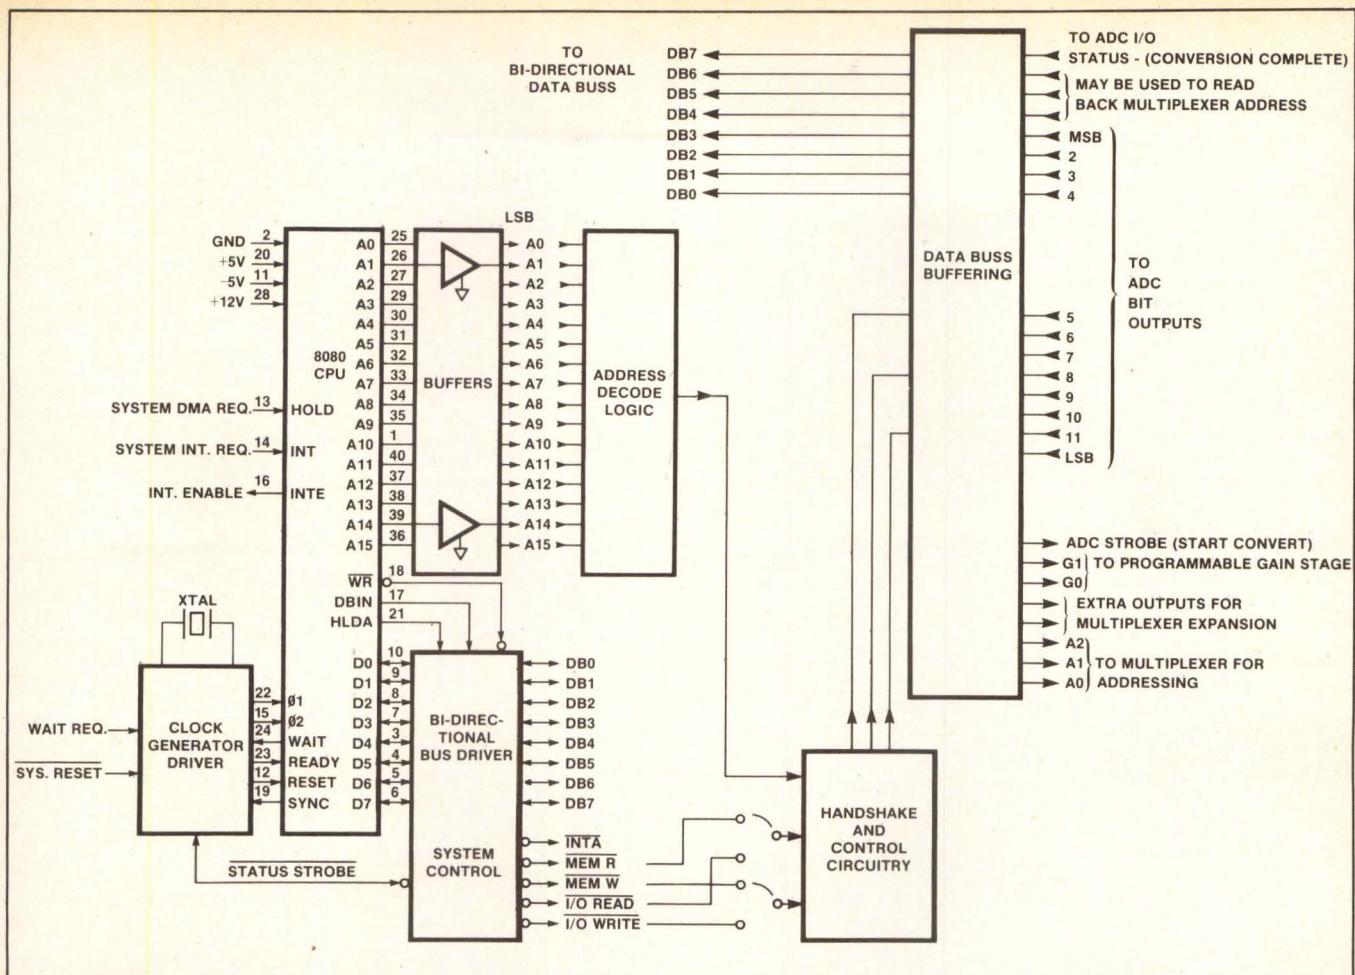 TO
BI-DIRECTIONAL
DATA BUSS
DB7
DB6
DB5
DB4
DB3
DB2
DB1
DB0
TO ADC I/O
STATUS - (CONVERSION COMPLETE)
MAY BE USED TO READ
BACK MULTIPLEXER ADDRESS
MSB
2
3
4
DATA BUSS
BUFFERING
TO
ADC
BIT
OUTPUTS
5
6
7
8
9
10
11
LSB
ADC STROBE (START CONVERT)
G1 TO PROGRAMMABLE GAIN STAGE
G0
EXTRA OUTPUTS FOR
MULTIPLEXER EXPANSION
A2
A1 TO MULTIPLEXER FOR
A0 ADDRESSING
GND 2
+5V 20
-5V 11
+12V 28
8080
CPU
SYSTEM DMA REQ. 13 HOLD
SYSTEM INT. REQ. 14 INT
INT. ENABLE 16 INTE
A0 25
A1 26
A2 27
A3 29
A4 30
A5 31
A6 32
A7 33
A8 34
A9 35
A10 1
A11 40
A12 37
A13 38
A14 39
A15 36
WR 18
DBIN 17
HLDA 21
BUFFERS
LSB
A0
A1
A2
A3
A4
A5
A6
A7
A8
A9
A10
A11
A12
A13
A14
A15
ADDRESS
DECODE
LOGIC
XTAL
WAIT REQ.
SYS. RESET
CLOCK
GENERATOR
DRIVER
22 Ø1
15 Ø2
24 WAIT
23 READY
12 RESET
19 SYNC
D0 10
D1 9
D2 8
D3 7
D4 3
D5 4
D6 5
D7 6
BI-DIREC-
TIONAL
BUS DRIVER
SYSTEM
CONTROL
DB0
DB1
DB2
DB3
DB4
DB5
DB6
DB7
STATUS STROBE
INTA
MEM R
MEM W
I/O READ
I/O WRITE
HANDSHAKE
AND
CONTROL
CIRCUITRY